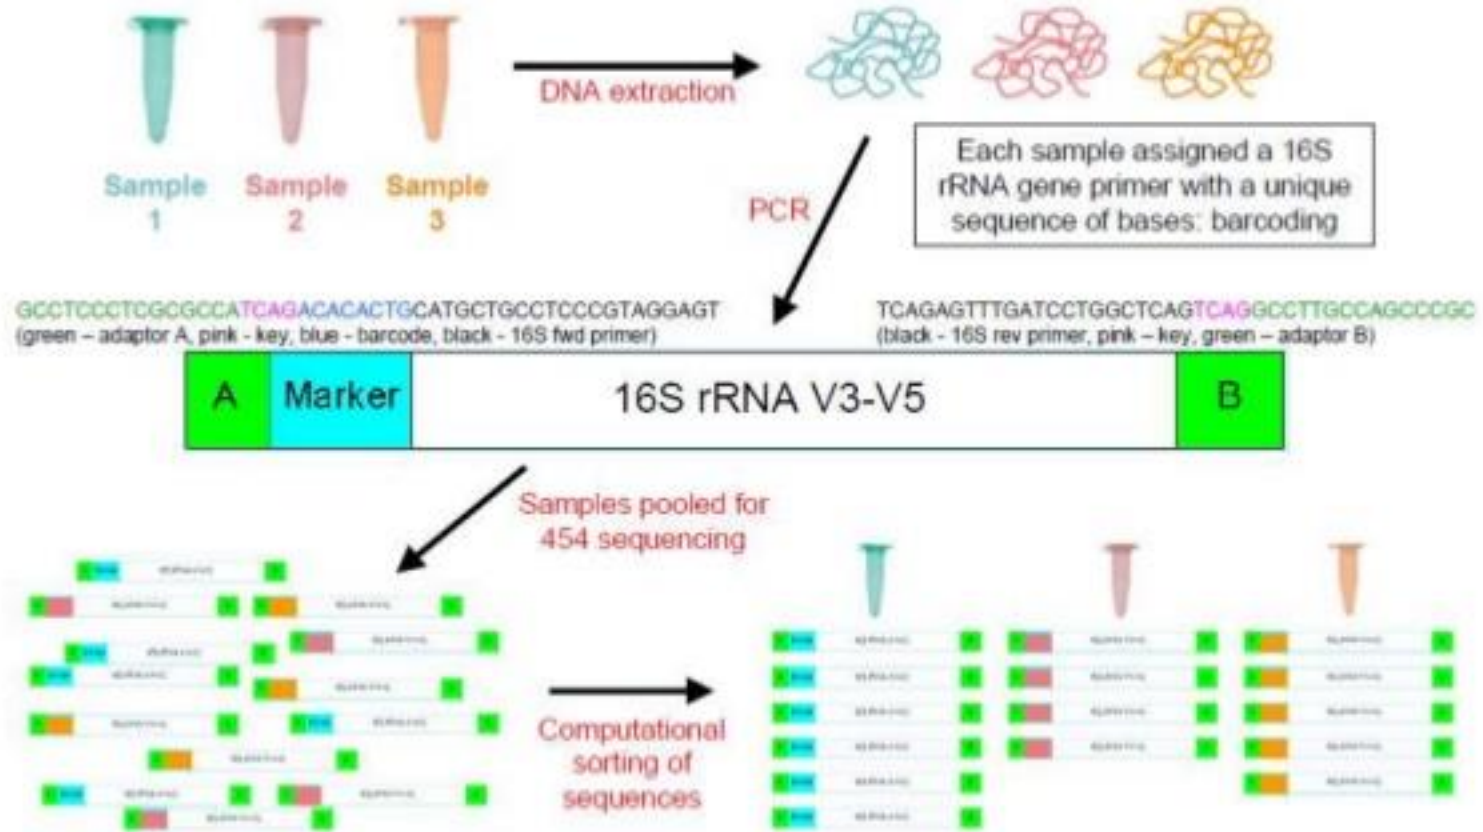 DNA extraction
Sample
1
Sample
2
Sample
3
Each sample assigned a 16S
rRNA gene primer with a unique
sequence of bases: barcoding
PCR
GCCTCCCTCGCGCCATCAGACACACTGCATGCTGCCTCCCGTAGGAGT
(green – adaptor A, pink - key, blue - barcode, black - 16S fwd primer)
TCAGAGTTTGATCCTGGCTCAGTCAGGCCTTGCCAGCCCGC
(black - 16S rev primer, pink – key, green – adaptor B)
A
Marker
16S rRNA V3-V5
B
Samples pooled for
454 sequencing
Computational
sorting of
sequences